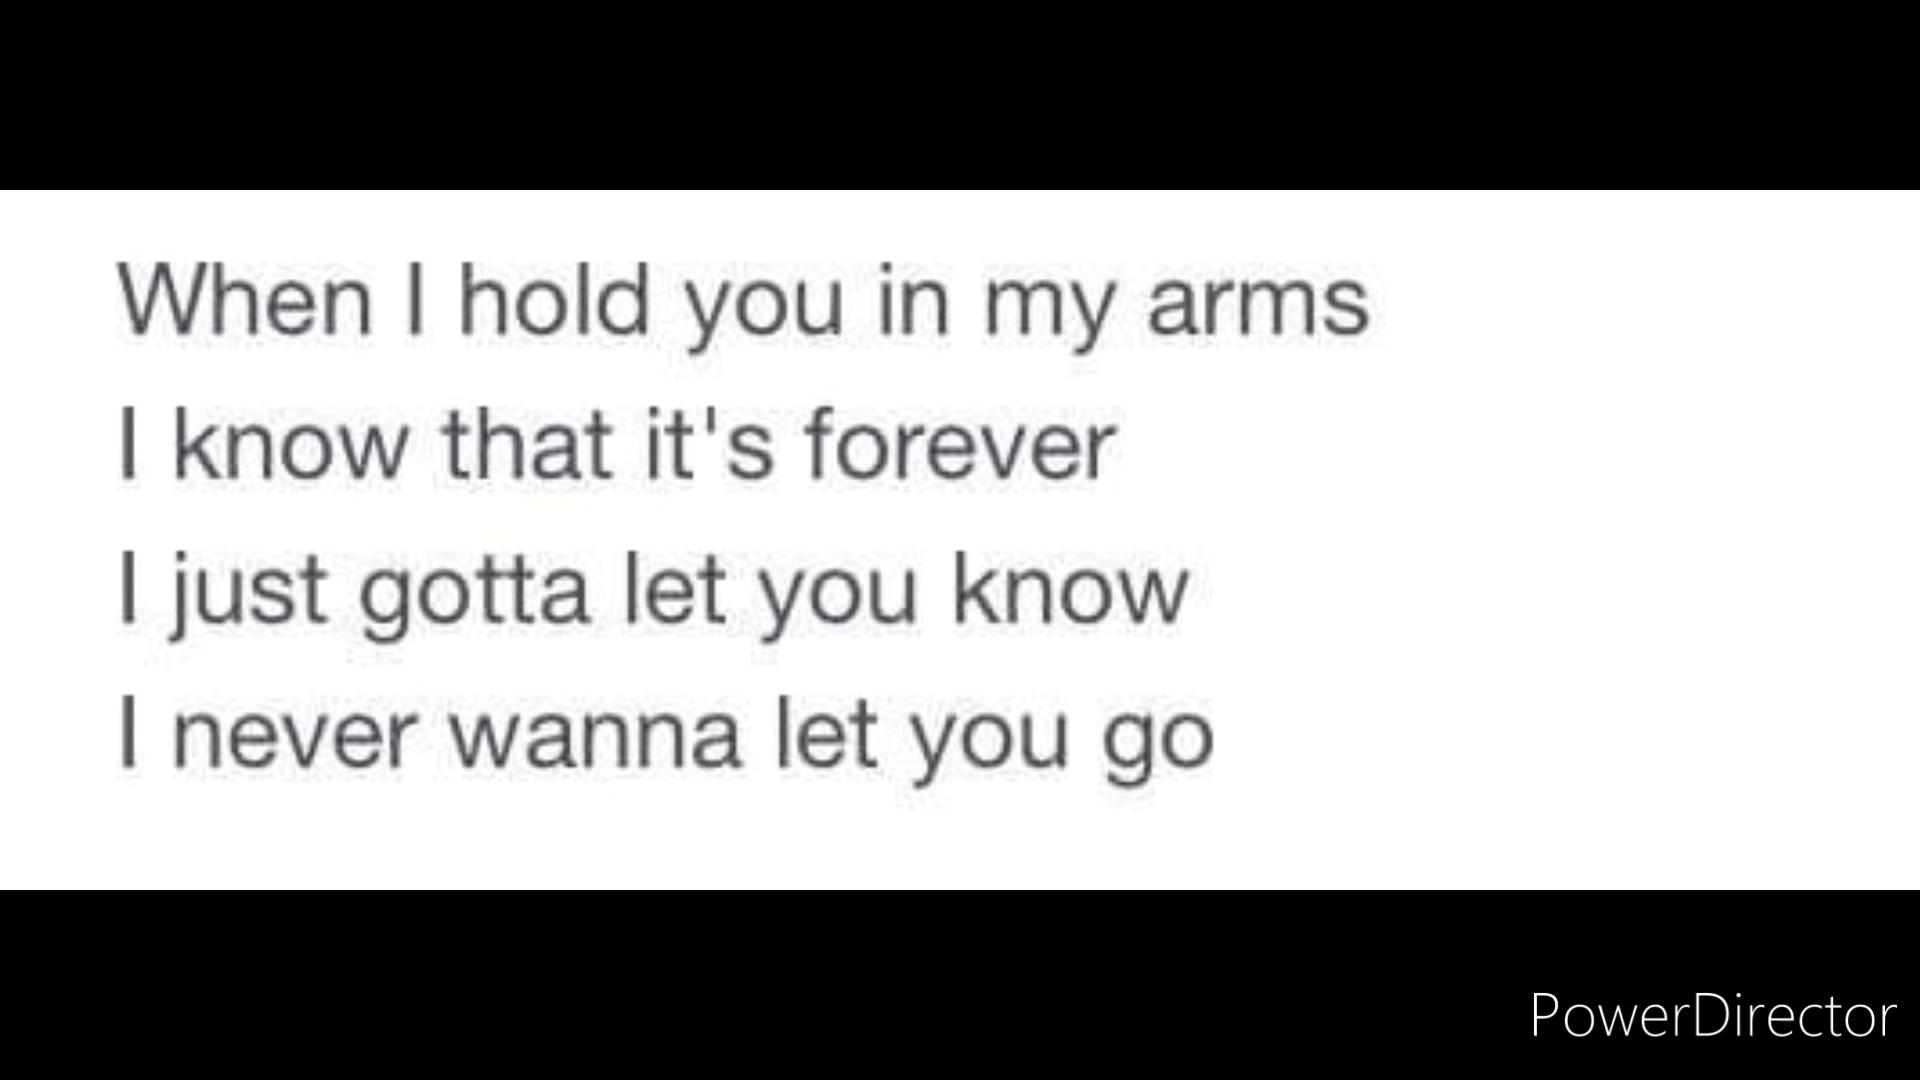 When I hold you in my arms
I know that it's forever
I just gotta let you know
I never wanna let you go
PowerDirector